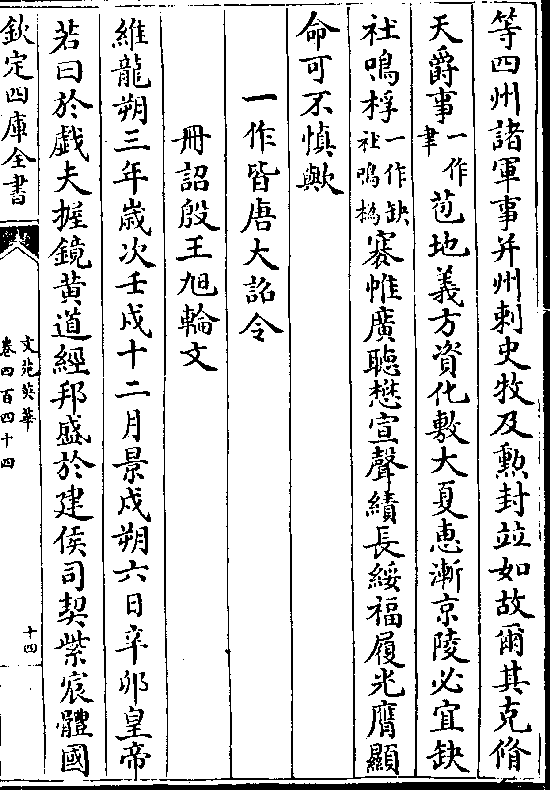 等四州諸軍事并州刺史牧及勲封竝如故爾其克脩
天爵事一作聿苞地義方資化敷大夏惠漸京陵必宜缺
社鳴桴一作缺社鳴褰帷廣聽懋宣聲績長綏福履光膺顯
命可不慎歟
一作皆唐大詔令
冊詔殷王旭輪文
維龍朔三年歲次壬戌十二月景戌朔六日辛卯皇帝
若曰於戲夫握鏡黄道經邦盛於建侯司契紫宸體國
欽定四庫全書
文苑英華
卷四百四十四
十四